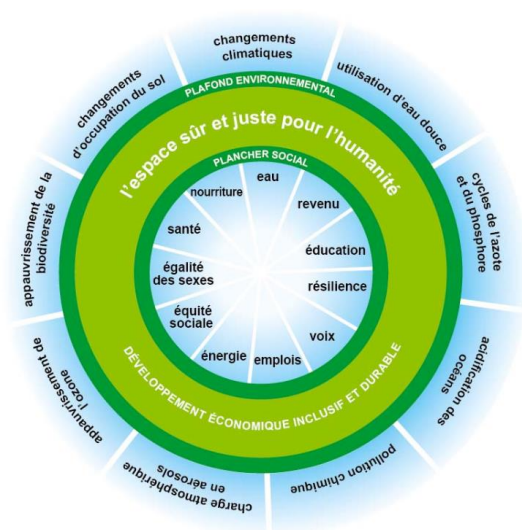 changements
climatiques
utilisation d'eau douce
cycles de l'azote
et du phosphore
acidification des
océans
pollution chimique
charge atmosphérique
en aérosols
appauvrissement de
l'ozone
appauvrissement de la
biodiversité
changements
d'occupation du sol
PLAFOND ENVIRONNEMENTAL
l'espace sûr et juste pour l'humanité
PLANCHER SOCIAL
eau
revenu
éducation
résilience
voix
emplois
énergie
équité
sociale
égalité
des sexes
santé
nourriture
DÉVELOPPEMENT ÉCONOMIQUE INCLUSIF ET DURABLE